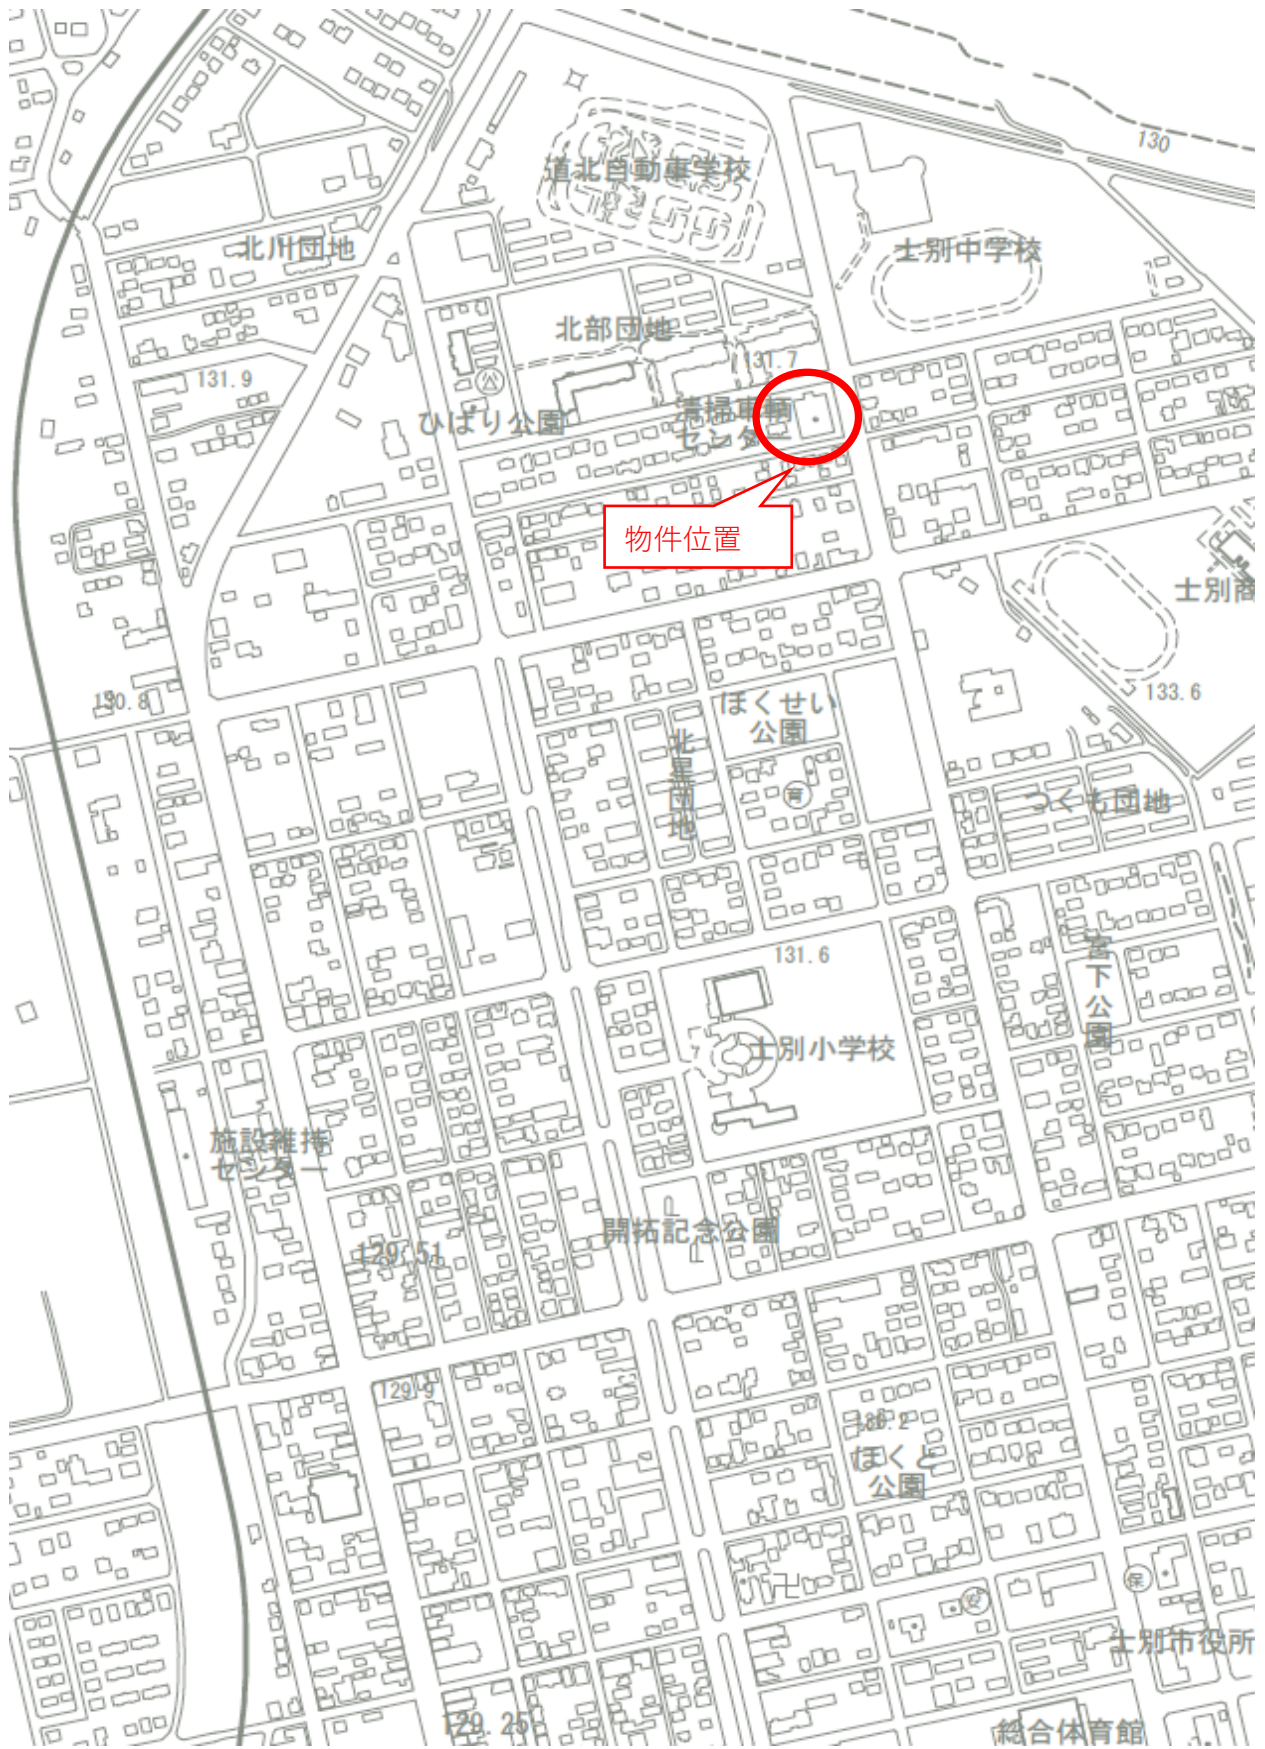 130
道北自動車学校
北川団地
士別中学校
北部団地
131.7
131.9
ひばり公園
清掃車輌
センター
物件位置
士別商
133.6
130.8
ほくせい
公園
北星団地
育
つくも団地
131.6
宮下公園
士別小学校
施設維持
センター
開拓記念公園
129.51
129.9
130.2
ほくと
公園
保
士別市役所
129.25
総合体育館